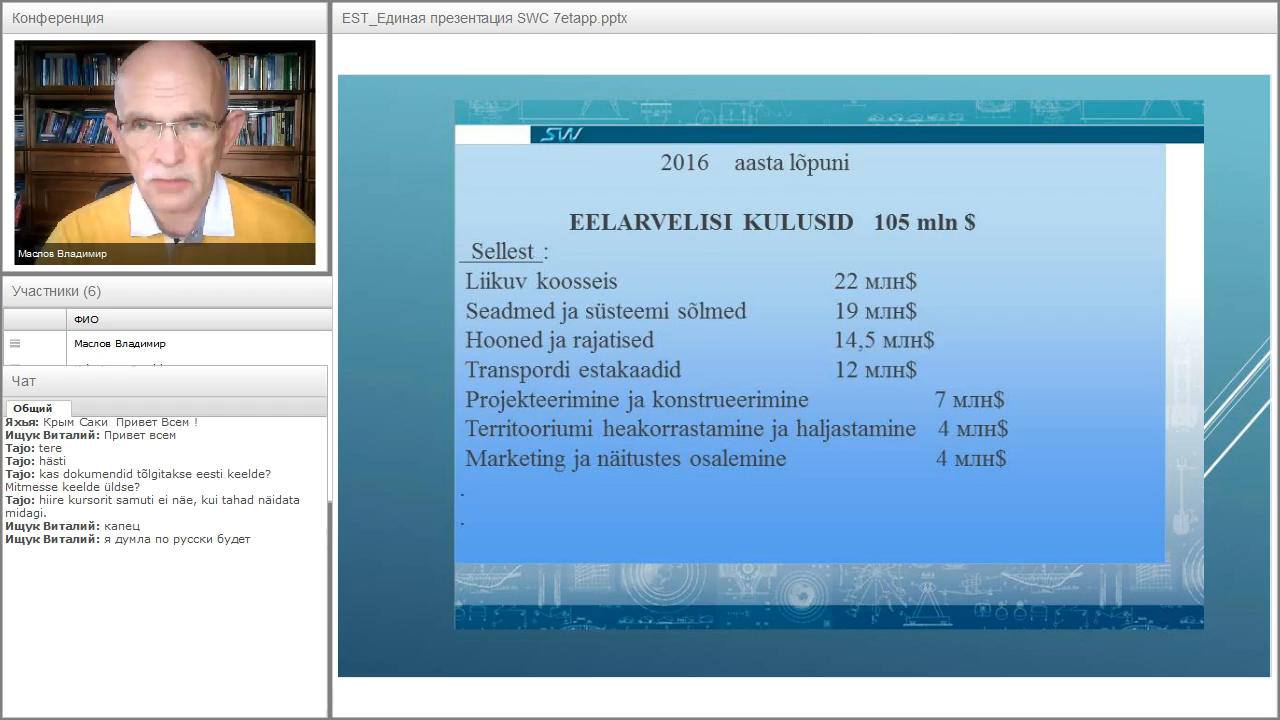 Конференция
EST_Единая презентация SWC 7etapp.pptx
Маслов Владимир
Участники (6)
ФИО
Маслов Владимир
Чат
Общий
Яхья: Крым Саки Привет Всем !
Ищук Виталий: Привет всем
Tajo: tere
Tajo: hästi
Tajo: kas dokumendid tõlgitakse eesti keelde?
Mitmesse keelde üldse?
Tajo: hiire kursorit samuti ei näe, kui tahad näidata
midagi.
Ищук Виталий: капец
Ищук Виталий: я думла по русски будет
SW
2016 aasta lõpuni
EELARVELISI KULUSID 105 mln $
Sellest :
Liikuv koosseis 22 млн$
Seadmed ja süsteemi sõlmed 19 млн$
Hooned ja rajatised 14,5 млн$
Transpordi estakaadid 12 млн$
Projekteerimine ja konstrueerimine 7 млн$
Territooriumi heakorrastamine ja haljastamine 4 млн$
Marketing ja näitustes osalemine 4 млн$
.
.